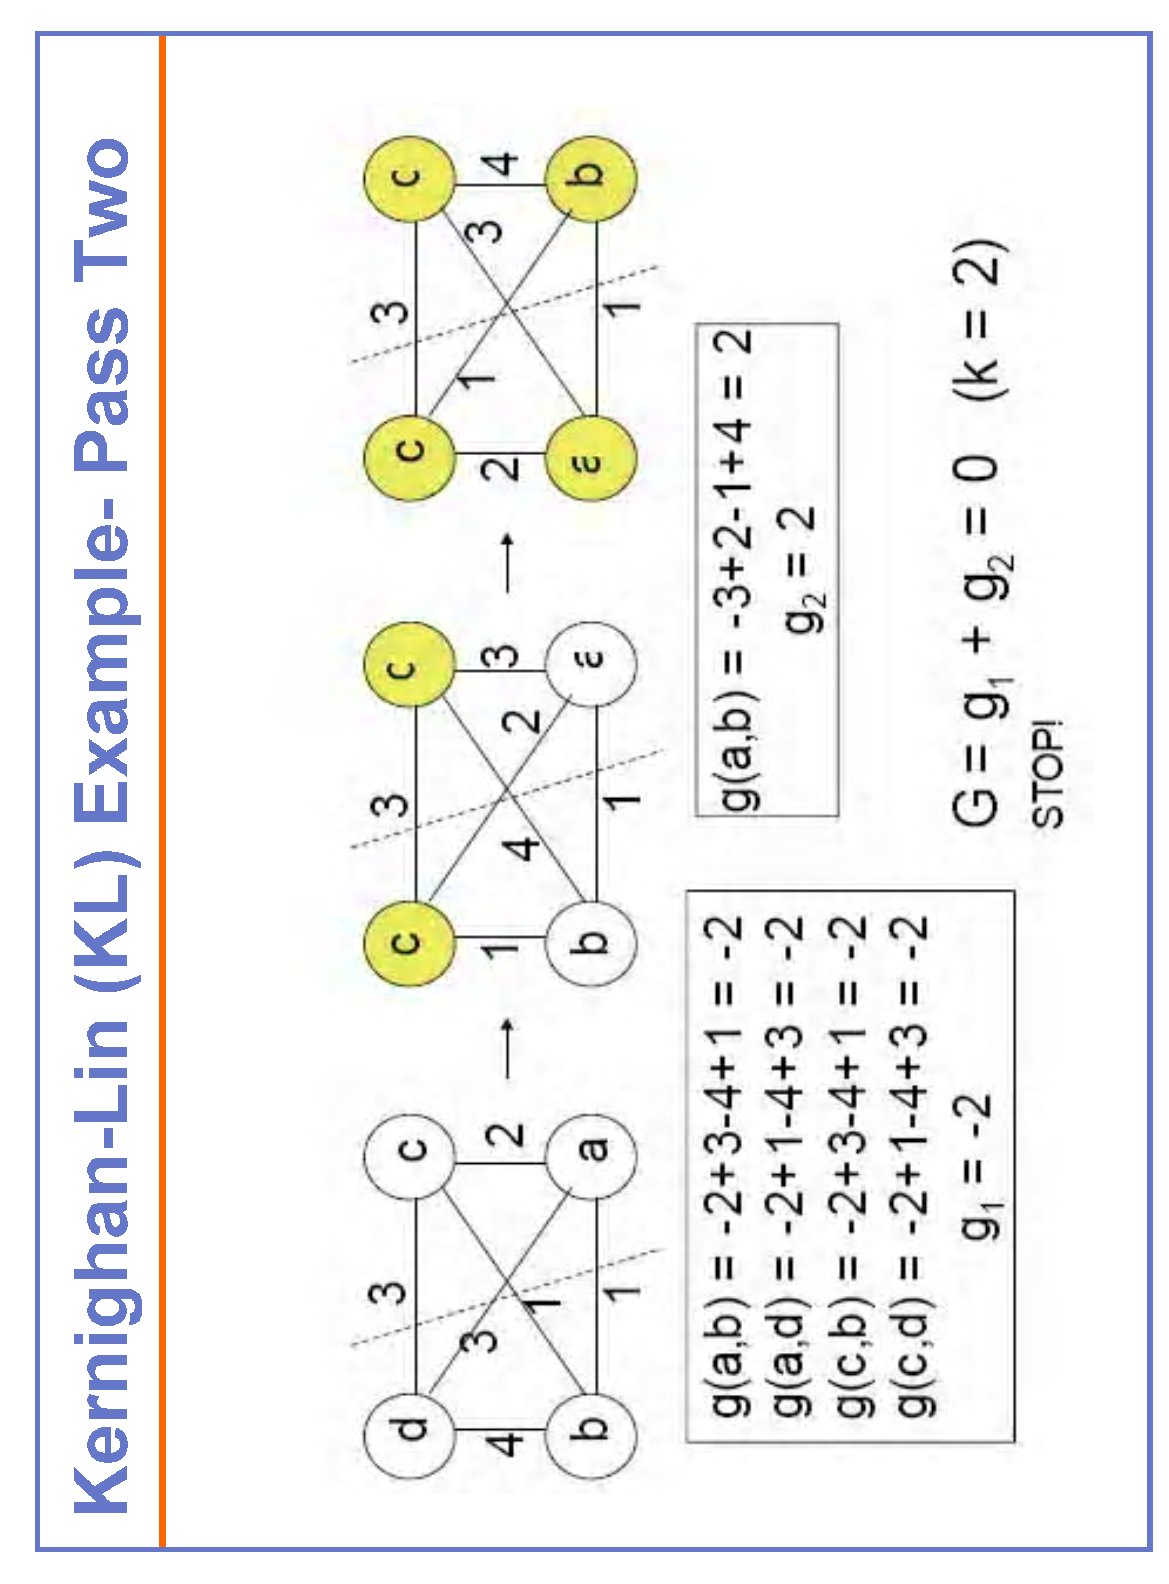 Kernighan-Lin (KL) Example- Pass Two
d 3 c
4 3 1 2
b 1 a
c 3 c
1 4 2 3
b 1 a
c 3 c
2 1 3 4
a 1 b
g(a,b) = -2+3-4+1 = -2
g(a,d) = -2+1-4+3 = -2
g(c,b) = -2+3-4+1 = -2
g(c,d) = -2+1-4+3 = -2
g1 = -2
g(a,b) = -3+2-1+4 = 2
g2 = 2
G = g1 + g2 = 0 (k = 2)
STOP!